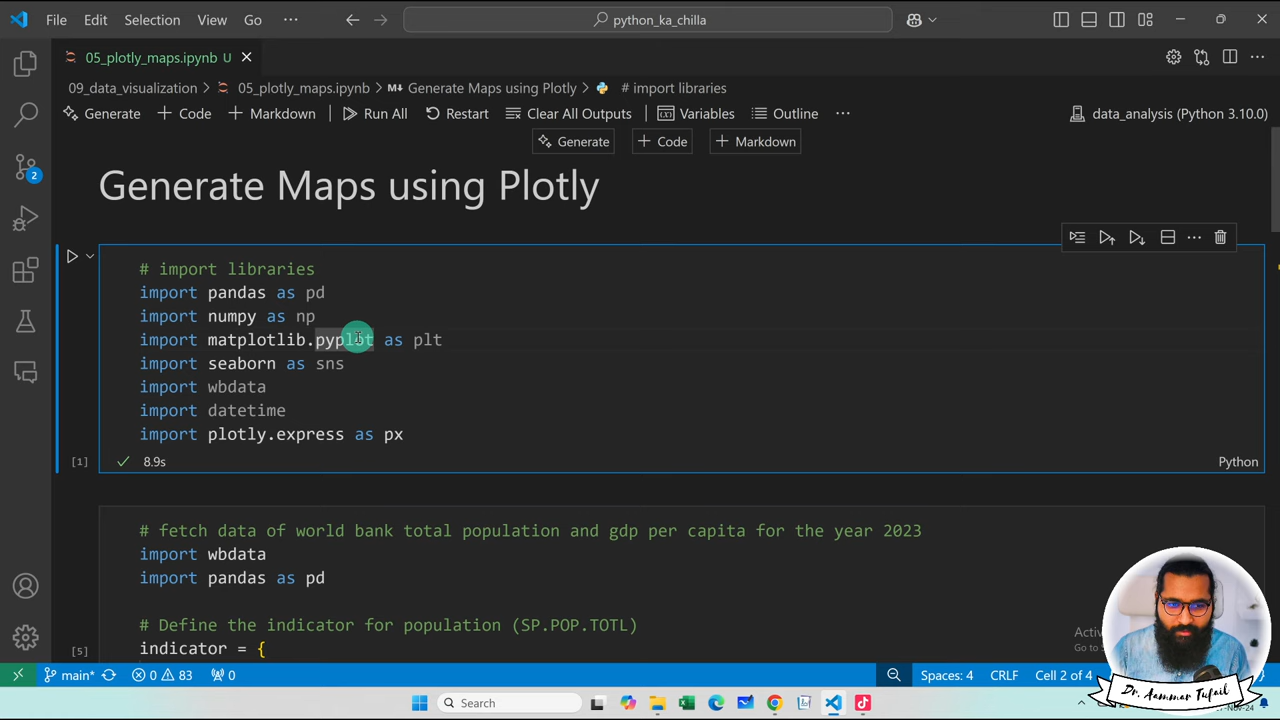 File Edit Selection View Go ··· python_ka_chilla
05_plotly_maps.ipynb U
09_data_visualization > 05_plotly_maps.ipynb > Generate Maps using Plotly > # import libraries
Generate + Code + Markdown Run All Restart Clear All Outputs Variables Outline ··· data_analysis (Python 3.10.0)
Generate + Code + Markdown
Generate Maps using Plotly
# import libraries
import pandas as pd
import numpy as np
import matplotlib.pyplot as plt
import seaborn as sns
import wbdata
import datetime
import plotly.express as px
[1] 8.9s Python
# fetch data of world bank total population and gdp per capita for the year 2023
import wbdata
import pandas as pd
# Define the indicator for population (SP.POP.TOTL)
[5] indicator = {
2
Activ
Go to S
main* 0 83 0 Spaces: 4 CRLF Cell 2 of 4
Dr. Aammar Tufail
Search
-Nov-24